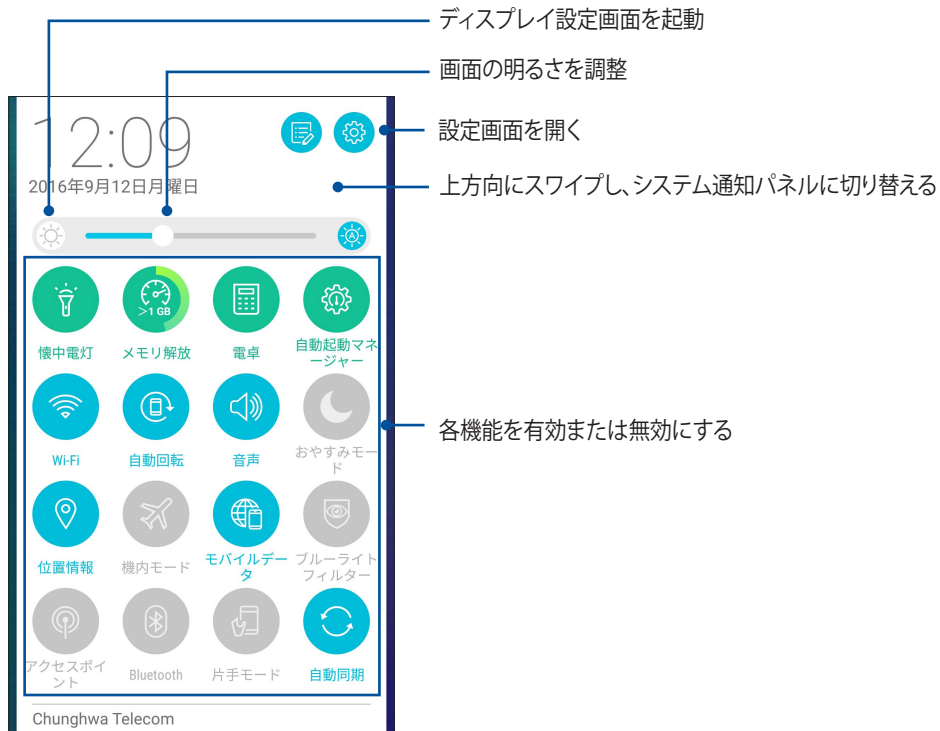 ディスプレイ設定画面を起動
画面の明るさを調整
設定画面を開く
上方向にスワイプし、システム通知パネルに切り替える
12:09
2016年9月12日月曜日
A
>1 GB
懐中電灯 メモリ解放 電卓 自動起動マネ
ージャー
Wi-Fi 自動回転 音声 おやすみモー
ド
各機能を有効または無効にする
位置情報 機内モード モバイルデー ブルーライト
タ フィルター
アクセスポイ Bluetooth 片手モード 自動同期
ント
Chunghwa Telecom